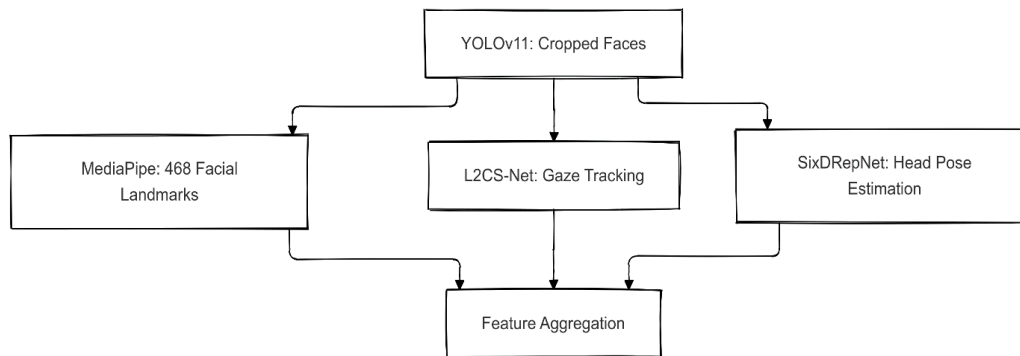 YOLOv11: Cropped Faces
MediaPipe: 468 Facial
Landmarks
L2CS-Net: Gaze Tracking
SixDRepNet: Head Pose
Estimation
Feature Aggregation